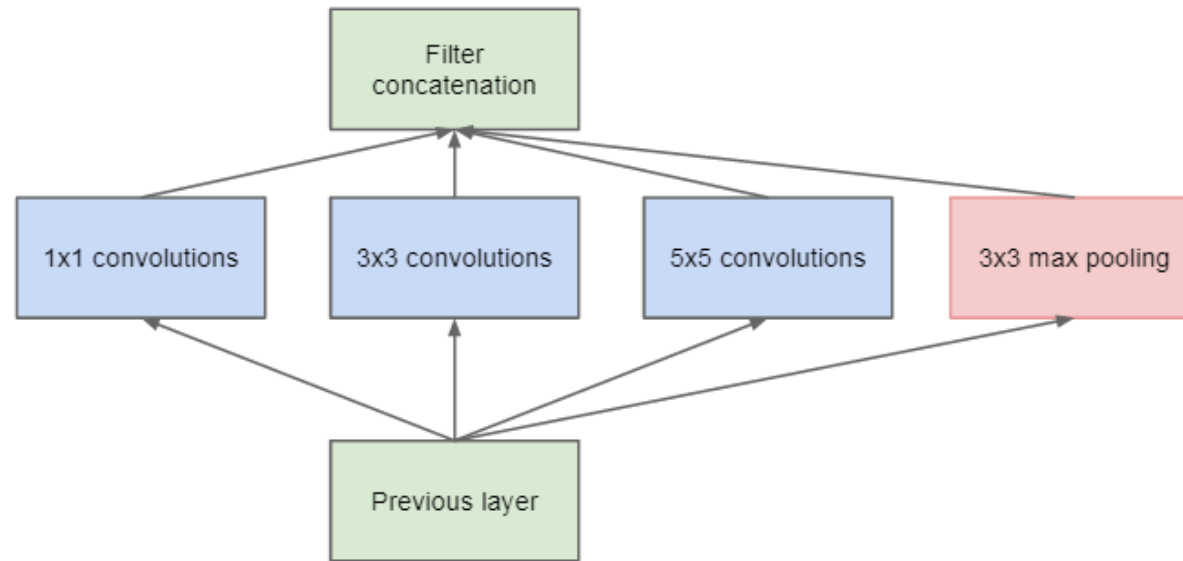 Filter
concatenation
1x1 convolutions
3x3 convolutions
5x5 convolutions
3x3 max pooling
Previous layer